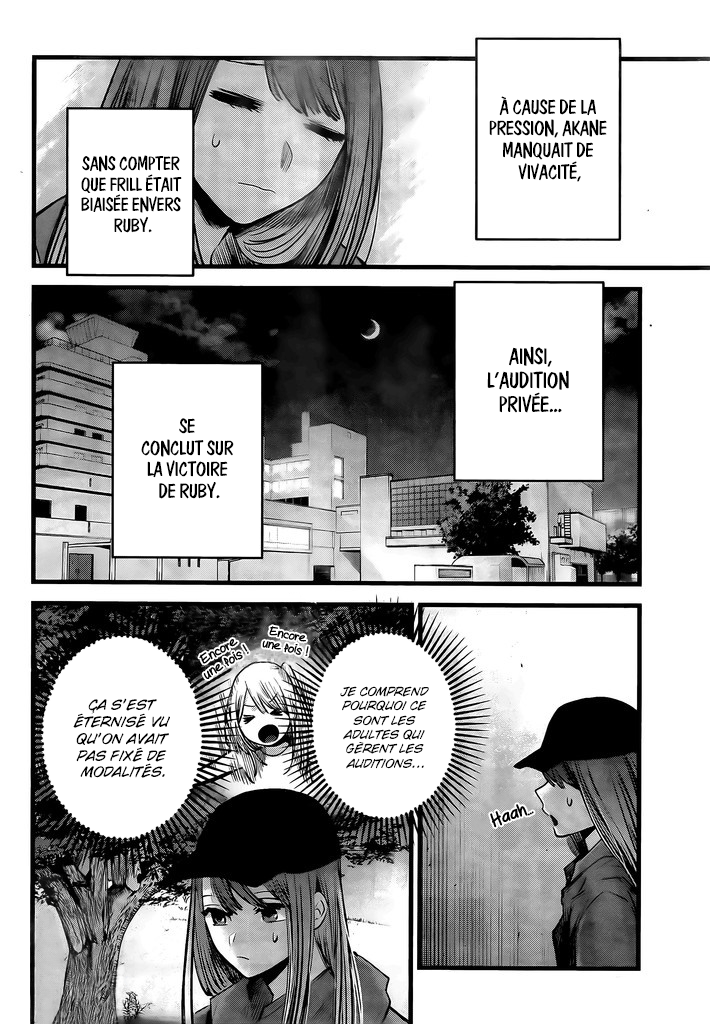 À CAUSE DE LA
PRESSION, AKANE
MANQUAIT DE
VIVACITÉ,
SANS COMPTER
QUE FRILL ÉTAIT
BIAISÉE ENVERS
RUBY.
AINSI,
L'AUDITION
PRIVÉE...
SE
CONCLUT SUR
LA VICTOIRE
DE RUBY.
Haah...
JE COMPREND
POURQUOI CE
SONT LES
ADULTES QUI
GÈRENT LES
AUDITIONS...
Encore
une fois !
Encore
une fois !
ÇA S'EST
ÉTERNISÉ VU
QU'ON AVAIT
PAS FIXÉ DE
MODALITÉS.